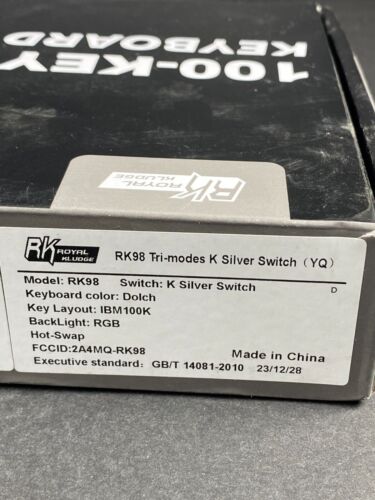 100-KEY
KEYBOARD
RK ROYAL
KLUDGE
RK ROYAL
KLUDGE
RK98 Tri-modes K Silver Switch（YQ）
Model: RK98 Switch: K Silver Switch D
Keyboard color: Dolch
Key Layout: IBM100K
BackLight: RGB
Hot-Swap
FCCID:2A4MQ-RK98 Made in China
Executive standard: GB/T 14081-2010 23/12/28